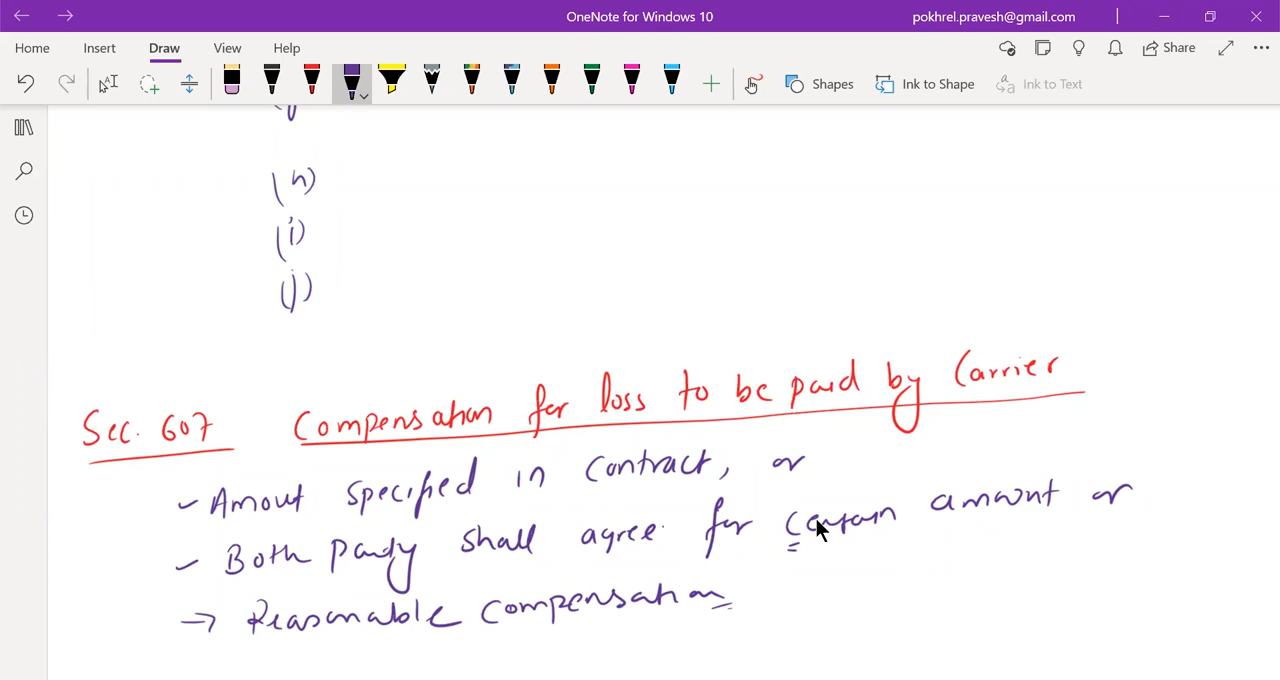 OneNote for Windows 10
pokhrel.pravesh@gmail.com
Home Insert Draw View Help Share
Shapes Ink to Shape Ink to Text
(h)
(i)
(j)
Sec. 607 Compensation for loss to be paid by Carrier
Amout specified in contract, or
Both party shall agree for certain amount or
→ Reasonable compensation